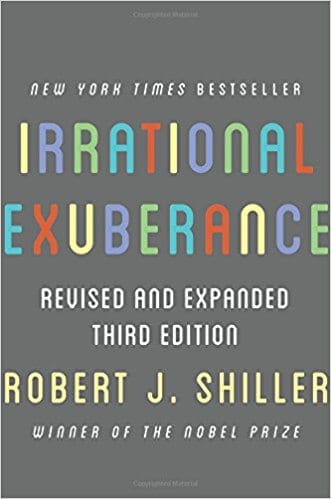 NEW YORK TIMES BESTSELLER
IRRATIONAL
EXUBERANCE
REVISED AND EXPANDED
THIRD EDITION
ROBERT J. SHILLER
WINNER OF THE NOBEL PRIZE